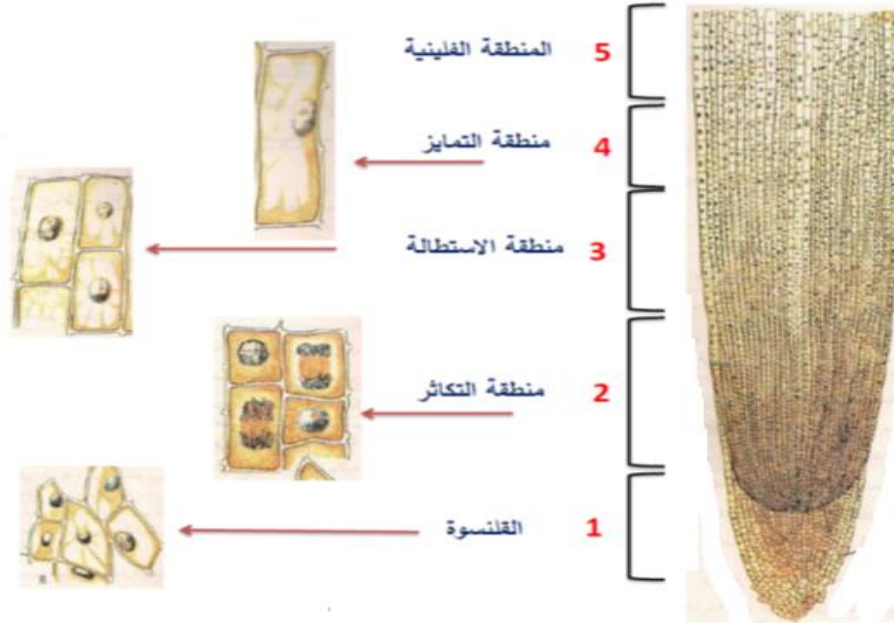 المنطقة الفلينية 5
منطقة التمايز 4
منطقة الاستطالة 3
منطقة التكاثر 2
القلنسوة 1